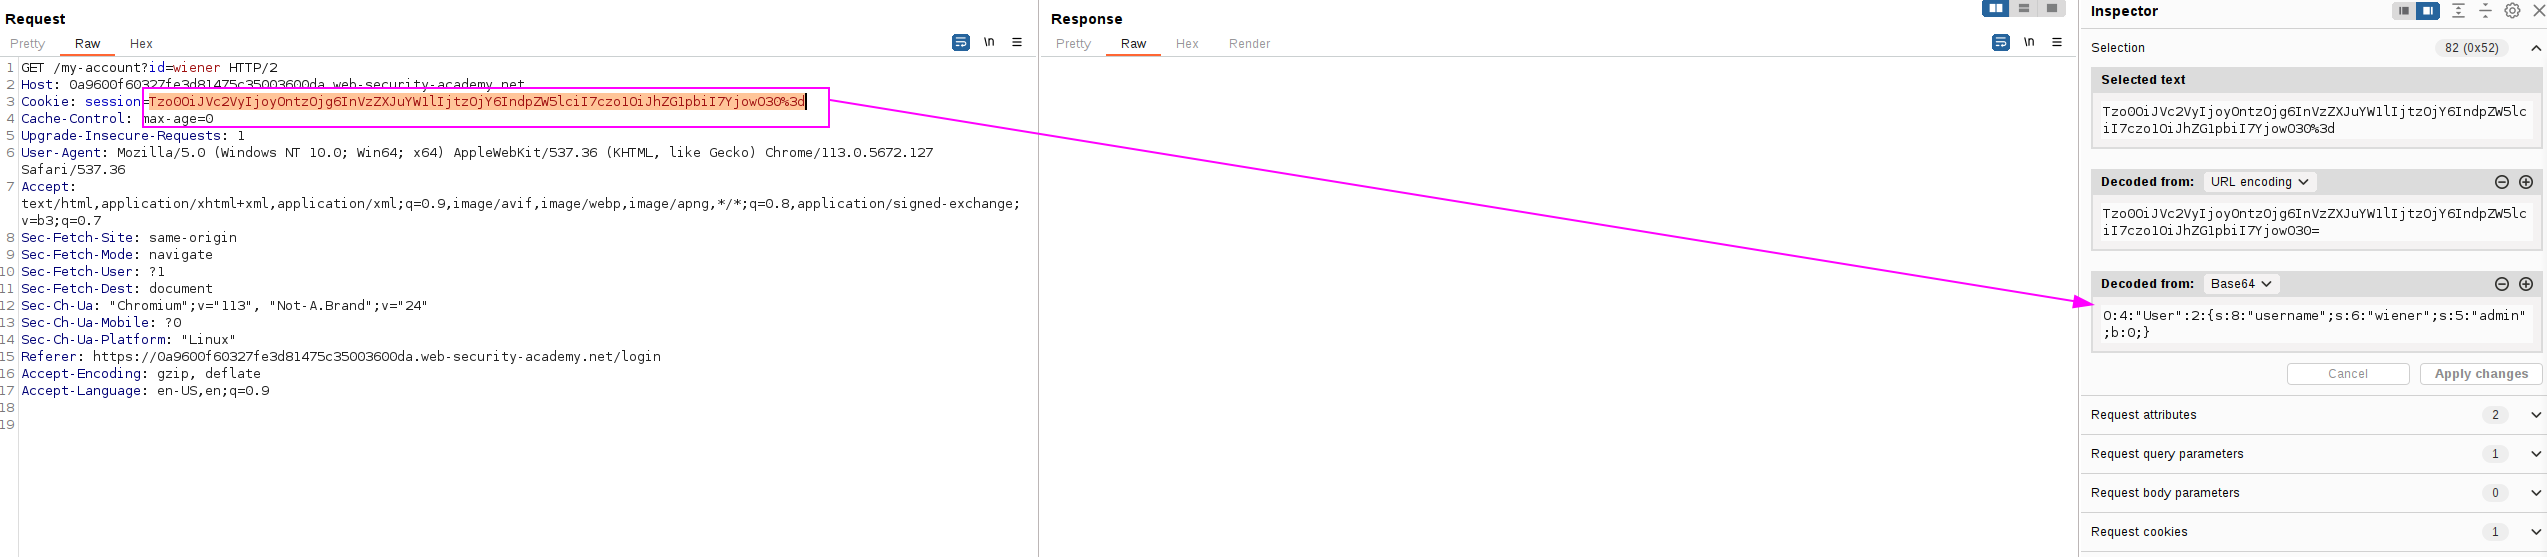 Request
Pretty Raw Hex
\n
1 GET /my-account?id=wiener HTTP/2
2 Host: 0a9600f60327fe3d81475c35003600da.web-security-academy.net
3 Cookie: session=Tzo0OiJVc2VyIjoyOntzOjg6InVzZXJuYW1lIjtzOjY6IndpZW5lciI7czo1OiJhZG1pbiI7YjowO30%3d
4 Cache-Control: max-age=0
5 Upgrade-Insecure-Requests: 1
6 User-Agent: Mozilla/5.0 (Windows NT 10.0; Win64; x64) AppleWebKit/537.36 (KHTML, like Gecko) Chrome/113.0.5672.127
Safari/537.36
7 Accept:
text/html,application/xhtml+xml,application/xml;q=0.9,image/avif,image/webp,image/apng,*/*;q=0.8,application/signed-exchange;
v=b3;q=0.7
8 Sec-Fetch-Site: same-origin
9 Sec-Fetch-Mode: navigate
10 Sec-Fetch-User: ?1
11 Sec-Fetch-Dest: document
12 Sec-Ch-Ua: "Chromium";v="113", "Not-A.Brand";v="24"
13 Sec-Ch-Ua-Mobile: ?0
14 Sec-Ch-Ua-Platform: "Linux"
15 Referer: https://0a9600f60327fe3d81475c35003600da.web-security-academy.net/login
16 Accept-Encoding: gzip, deflate
17 Accept-Language: en-US,en;q=0.9
18
19
Response
Pretty Raw Hex Render
\n
Inspector
Selection 82 (0x52)
Selected text
Tzo0OiJVc2VyIjoyOntzOjg6InVzZXJuYW1lIjtzOjY6IndpZW5lc
iI7czo1OiJhZG1pbiI7YjowO30%3d
Decoded from: URL encoding
Tzo0OiJVc2VyIjoyOntzOjg6InVzZXJuYW1lIjtzOjY6IndpZW5lc
iI7czo1OiJhZG1pbiI7YjowO30=
Decoded from: Base64
O:4:"User":2:{s:8:"username";s:6:"wiener";s:5:"admin"
;b:0;}
Cancel Apply changes
Request attributes 2
Request query parameters 1
Request body parameters 0
Request cookies 1